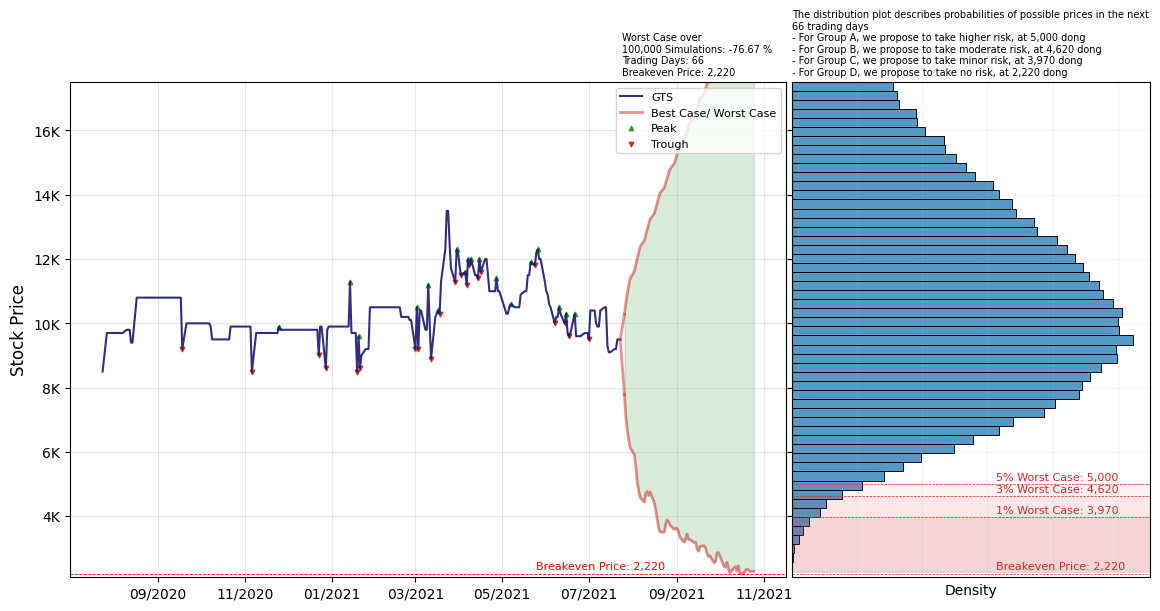 The distribution plot describes probabilities of possible prices in the next
66 trading days
- For Group A, we propose to take higher risk, at 5,000 dong
- For Group B, we propose to take moderate risk, at 4,620 dong
- For Group C, we propose to take minor risk, at 3,970 dong
- For Group D, we propose to take no risk, at 2,220 dong
Worst Case over
100,000 Simulations: -76.67 %
Trading Days: 66
Breakeven Price: 2,220
GTS
Best Case/ Worst Case
Peak
Trough
Stock Price
16K
14K
12K
10K
8K
6K
4K
Breakeven Price: 2,220
09/2020
11/2020
01/2021
03/2021
05/2021
07/2021
09/2021
11/2021
5% Worst Case: 5,000
3% Worst Case: 4,620
1% Worst Case: 3,970
Breakeven Price: 2,220
Density